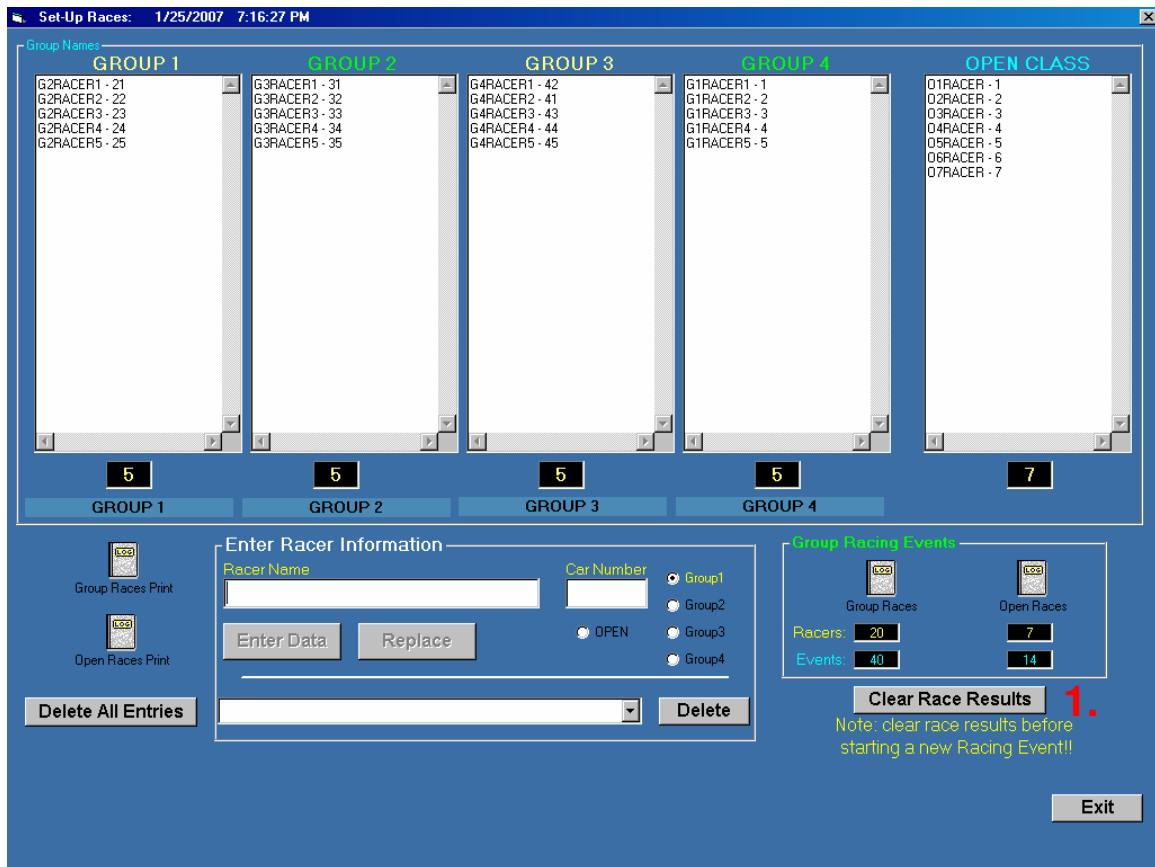 Set-Up Races: 1/25/2007 7:16:27 PM
Group Names
GROUP 1
G2RACER1 - 21
G2RACER2 - 22
G2RACER3 - 23
G2RACER4 - 24
G2RACER5 - 25
5
GROUP 1
GROUP 2
G3RACER1 - 31
G3RACER2 - 32
G3RACER3 - 33
G3RACER4 - 34
G3RACER5 - 35
5
GROUP 2
GROUP 3
G4RACER1 - 42
G4RACER2 - 41
G4RACER3 - 43
G4RACER4 - 44
G4RACER5 - 45
5
GROUP 3
GROUP 4
G1RACER1 - 1
G1RACER2 - 2
G1RACER3 - 3
G1RACER4 - 4
G1RACER5 - 5
5
GROUP 4
OPEN CLASS
O1RACER - 1
O2RACER - 2
O3RACER - 3
O4RACER - 4
O5RACER - 5
O6RACER - 6
O7RACER - 7
7
LOG
Group Races Print
LOG
Open Races Print
Delete All Entries
Enter Racer Information
Racer Name
Car Number
Group1
Group2
Group3
Group4
OPEN
Enter Data
Replace
Delete
Group Racing Events
LOG
LOG
Group Races
Open Races
Racers: 20 7
Events: 40 14
Clear Race Results
1.
Note: clear race results before
starting a new Racing Event!!
Exit